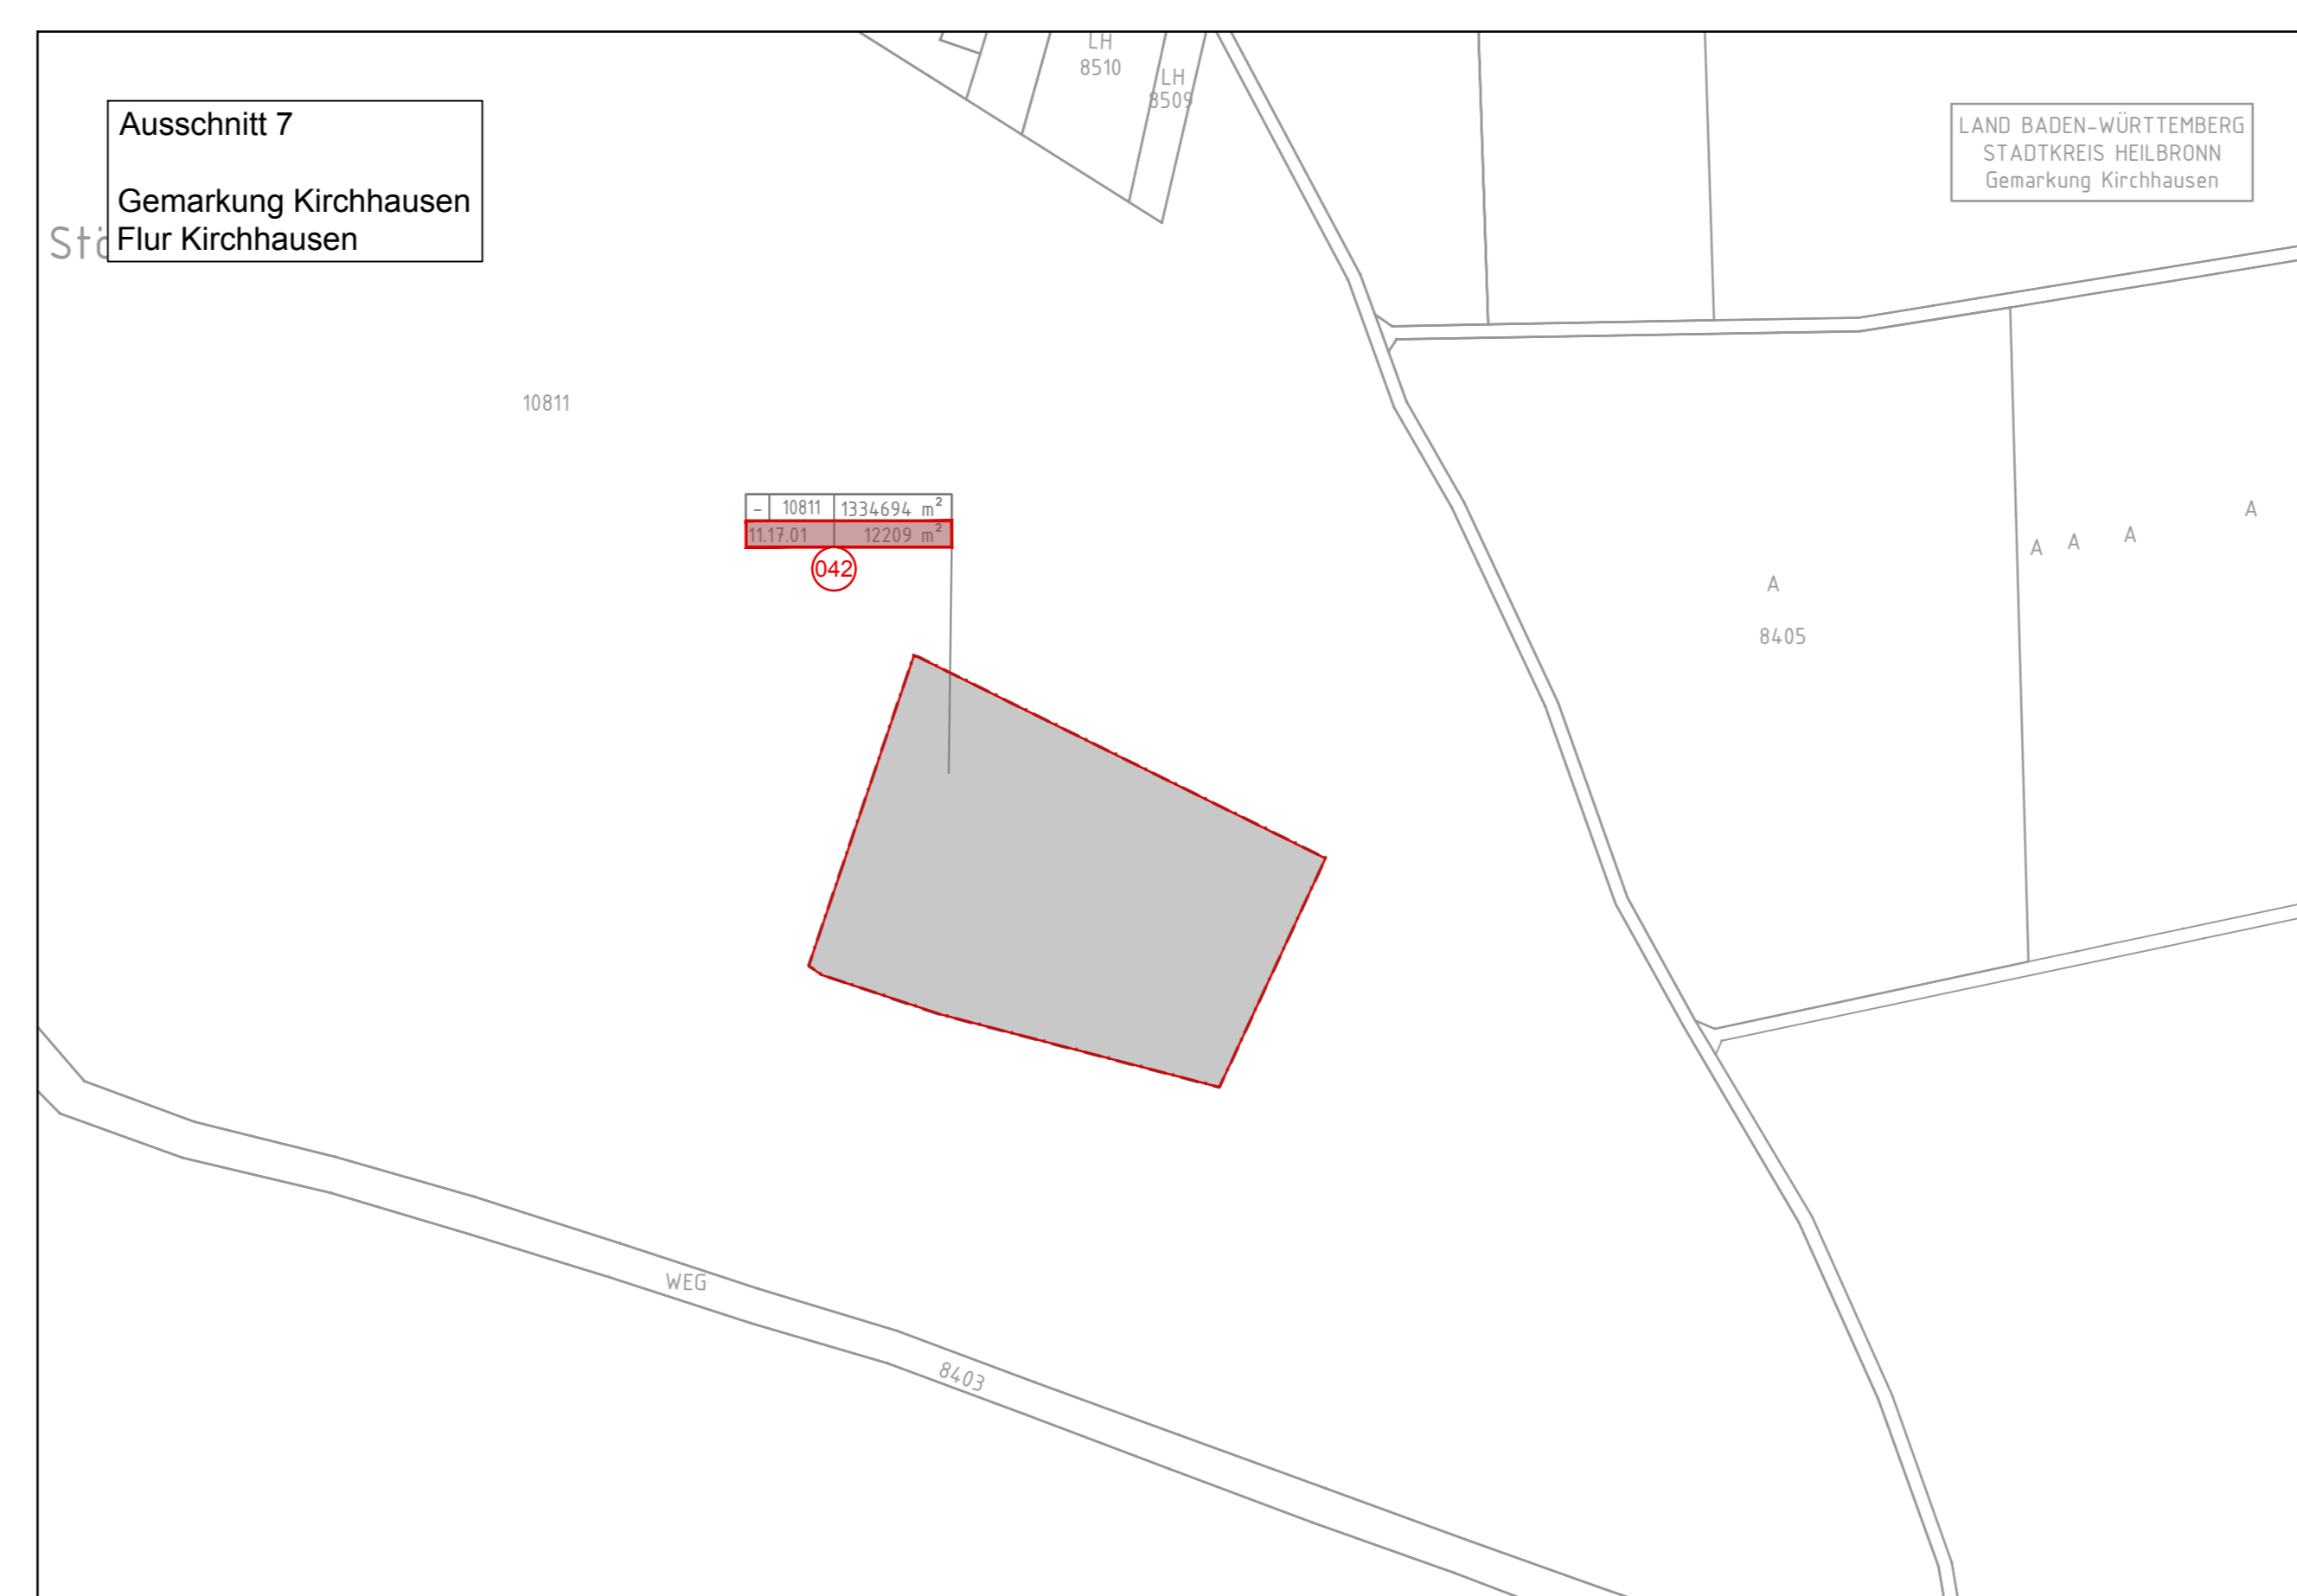 LH
8510
LH
8509
Ausschnitt 7
Gemarkung Kirchhausen
Flur Kirchhausen
LAND BADEN-WÜRTTEMBERG
STADTKREIS HEILBRONN
Gemarkung Kirchhausen
10811
- 10811 1334694 m²
11.17.01 12209 m²
042
A
A A A
A
8405
WEG
8403